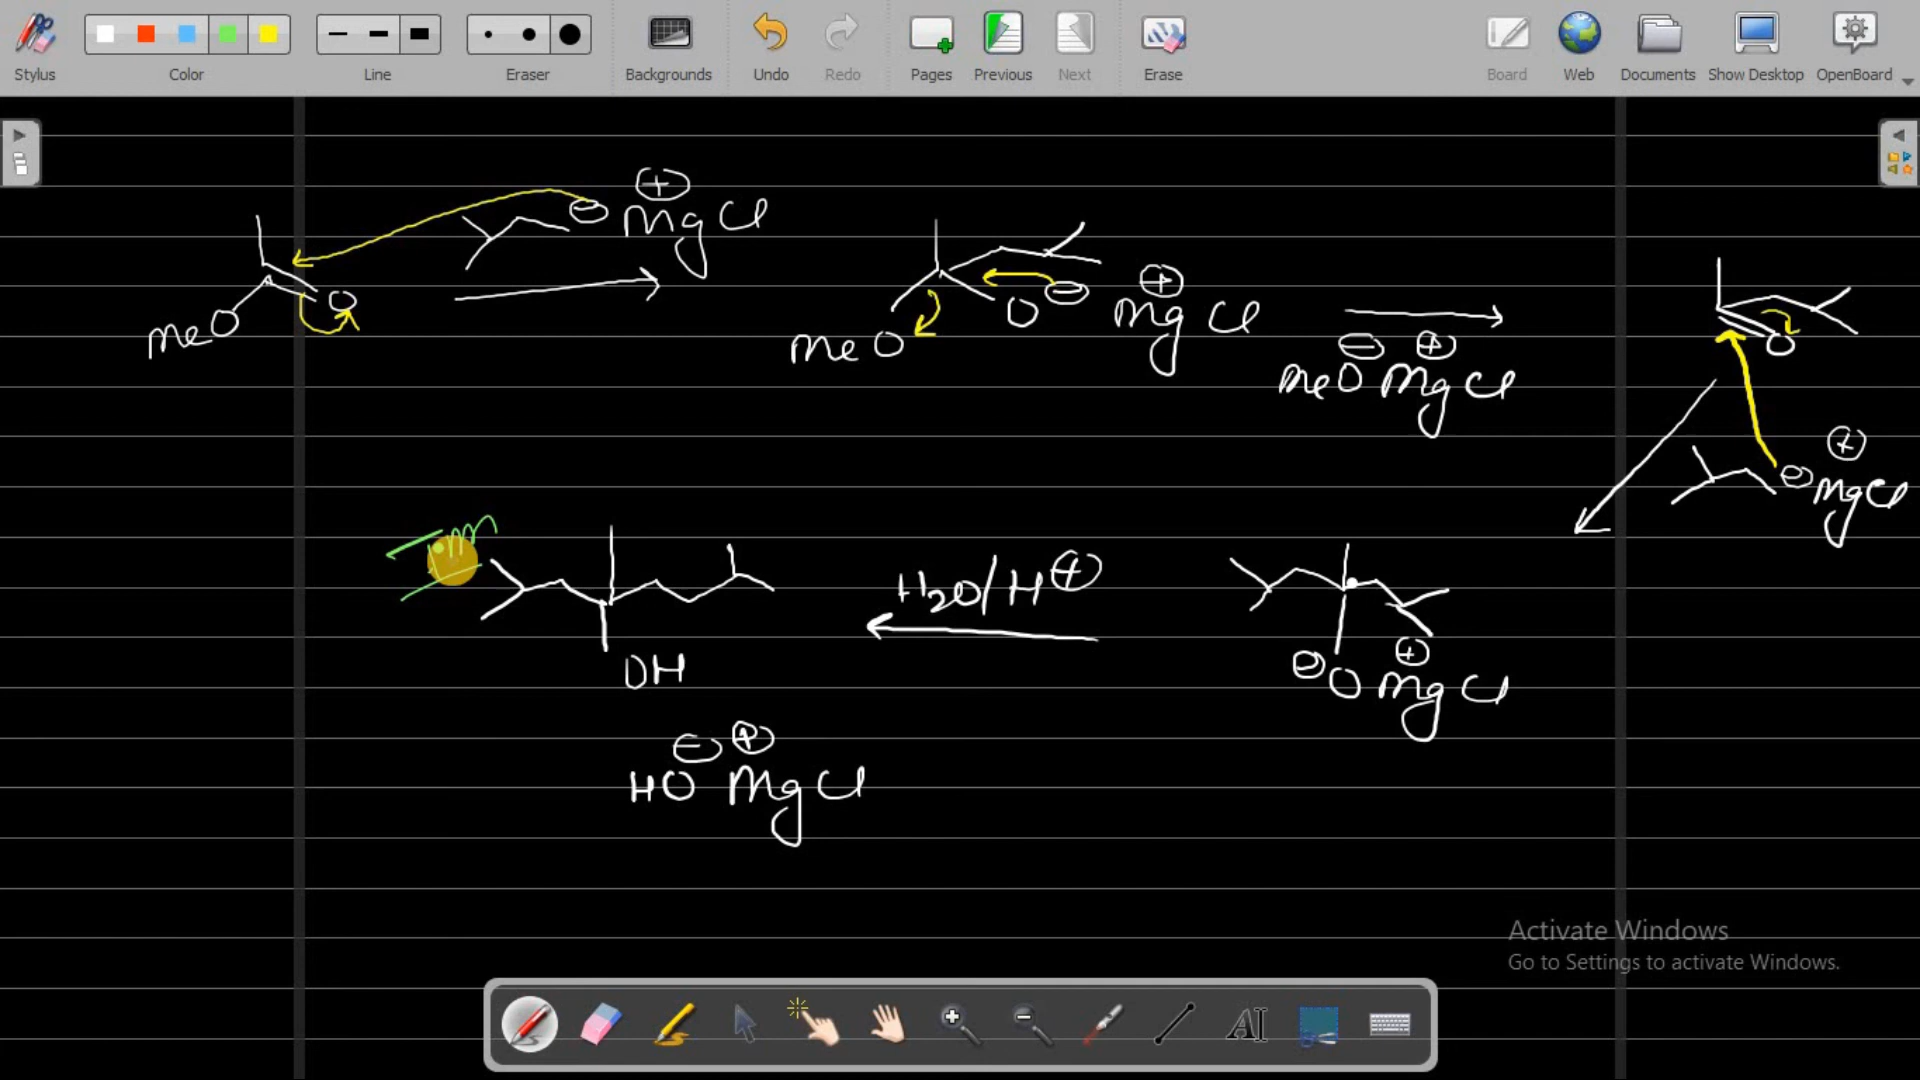 Stylus
Color
Line
Eraser
Backgrounds
Undo
Redo
Pages
Previous
Next
Erase
Board
Web
Documents
Show Desktop
OpenBoard
⊖ ⊕ MgCl
MeO
O
MeO
O ⊖ ⊕ MgCl
⊖ ⊕
MeO MgCl
O
⊖ ⊕ MgCl
H2O/H⊕
OH
⊖ ⊕
HO MgCl
⊖O ⊕ MgCl
Activate Windows
Go to Settings to activate Windows.
AI